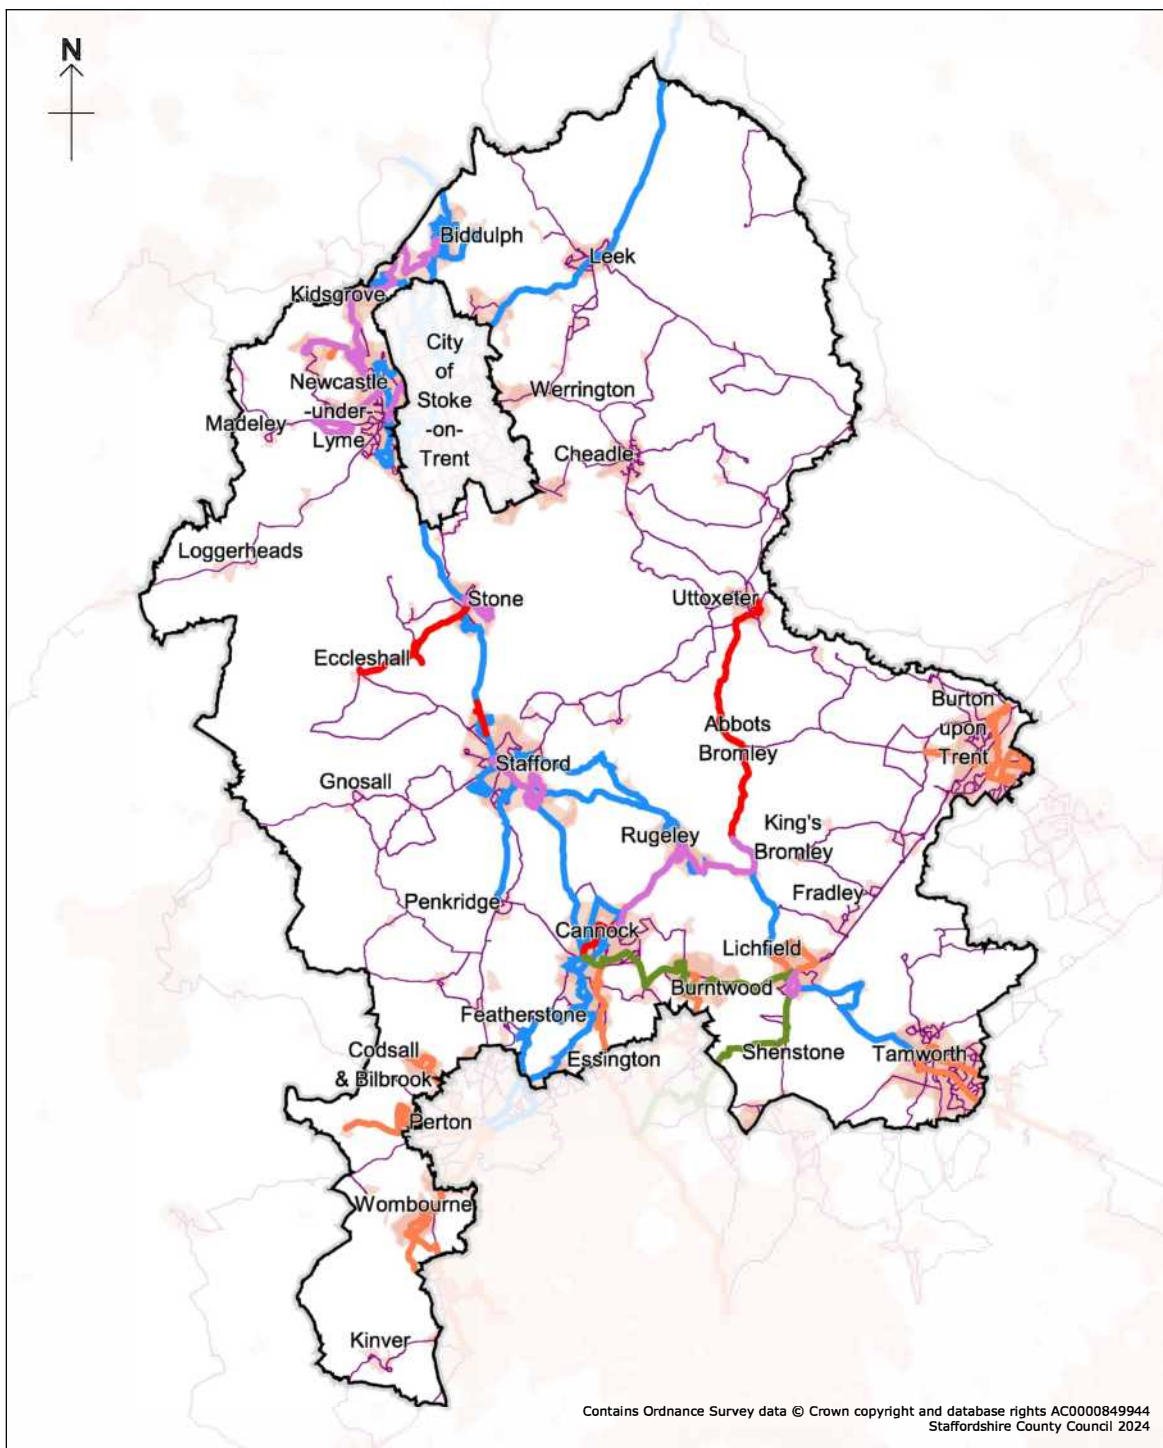 N
Biddulph
Leek
Kidsgrove
City
of
Stoke
-on-
Trent
Newcastle
-under-
Lyme
Madeley
Werrington
Cheadle
Loggerheads
Stone
Uttoxeter
Eccleshall
Burton
upon
Trent
Abbots
Bromley
Stafford
Gnosall
Rugeley
King's
Bromley
Penkridge
Fradley
Cannock
Lichfield
Burntwood
Featherstone
Essington
Shenstone
Tamworth
Codsall
& Bilbrook
Perton
Wombourne
Kinver
Contains Ordnance Survey data © Crown copyright and database rights AC0000849944
Staffordshire County Council 2024